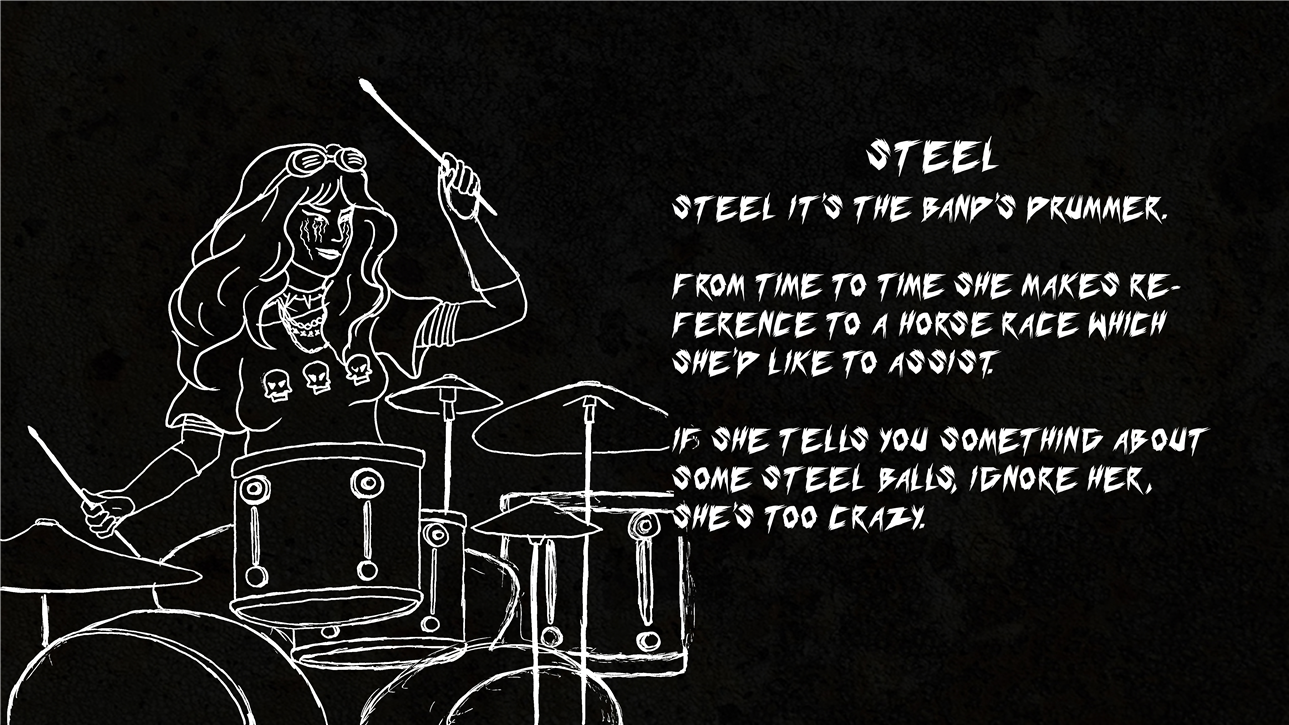 STEEL
STEEL IT'S THE BAND'S DRUMMER.
FROM TIME TO TIME SHE MAKES RE-
FERENCE TO A HORSE RACE WHICH
SHE'D LIKE TO ASSIST.
IF SHE TELLS YOU SOMETHING ABOUT
SOME STEEL BALLS, IGNORE HER,
SHE'S TOO CRAZY.